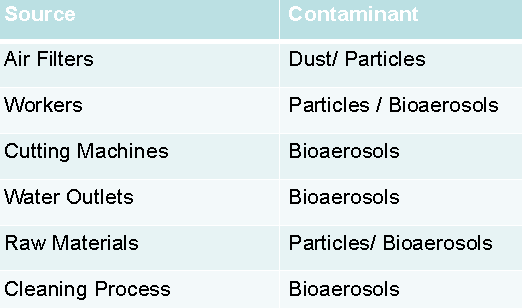 Source Contaminant
Air Filters Dust/ Particles
Workers Particles / Bioaerosols
Cutting Machines Bioaerosols
Water Outlets Bioaerosols
Raw Materials Particles/ Bioaerosols
Cleaning Process Bioaerosols